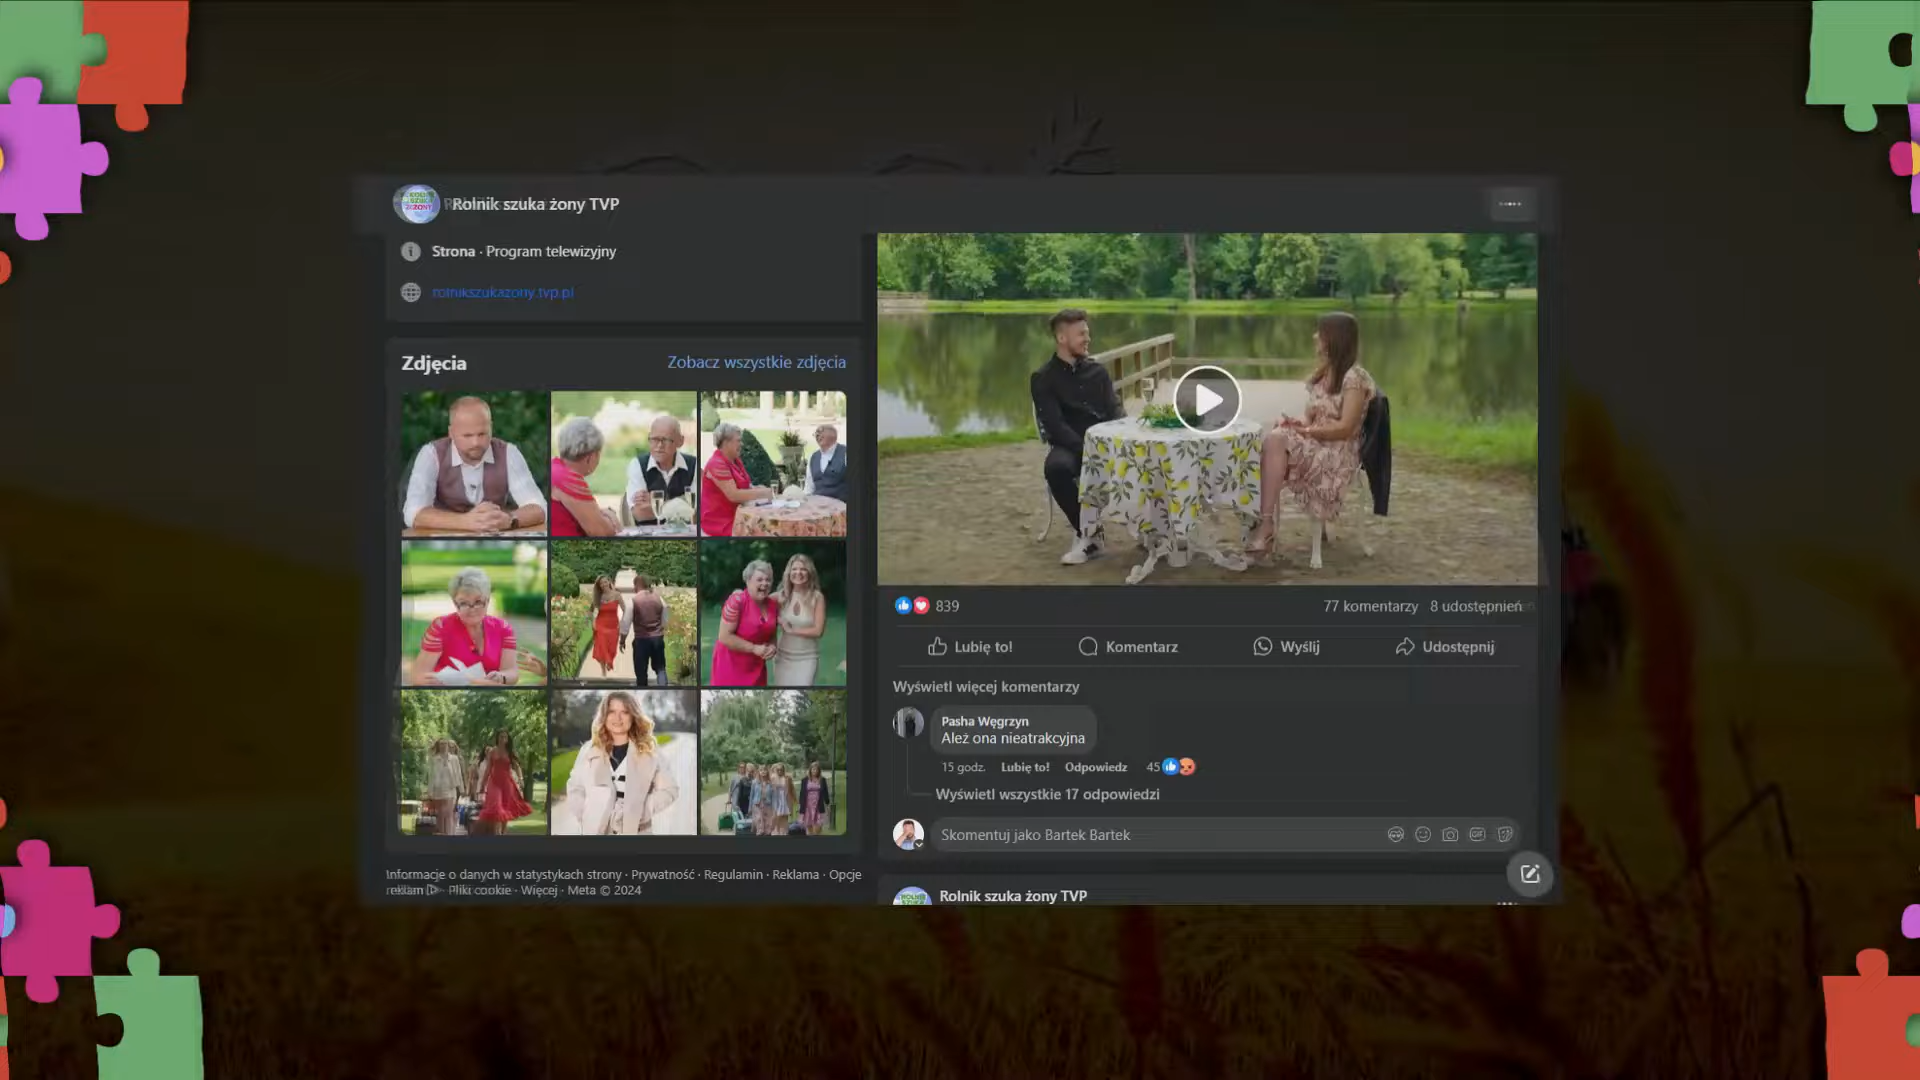 Rolnik szuka żony TVP
Strona · Program telewizyjny
rolnikszukazony.tvp.pl
Zdjęcia
Zobacz wszystkie zdjęcia
Informacje o danych w statystykach strony · Prywatność · Regulamin · Reklama · Opcje
reklam · Pliki cookie · Więcej · Meta © 2024
839
77 komentarzy 8 udostępnień
Lubię to! Komentarz Wyślij Udostępnij
Wyświetl więcej komentarzy
Pasha Węgrzyn
Ależ ona nieatrakcyjna
15 godz. Lubię to! Odpowiedz 45
Wyświetl wszystkie 17 odpowiedzi
Skomentuj jako Bartek Bartek
GIF
Rolnik szuka żony TVP